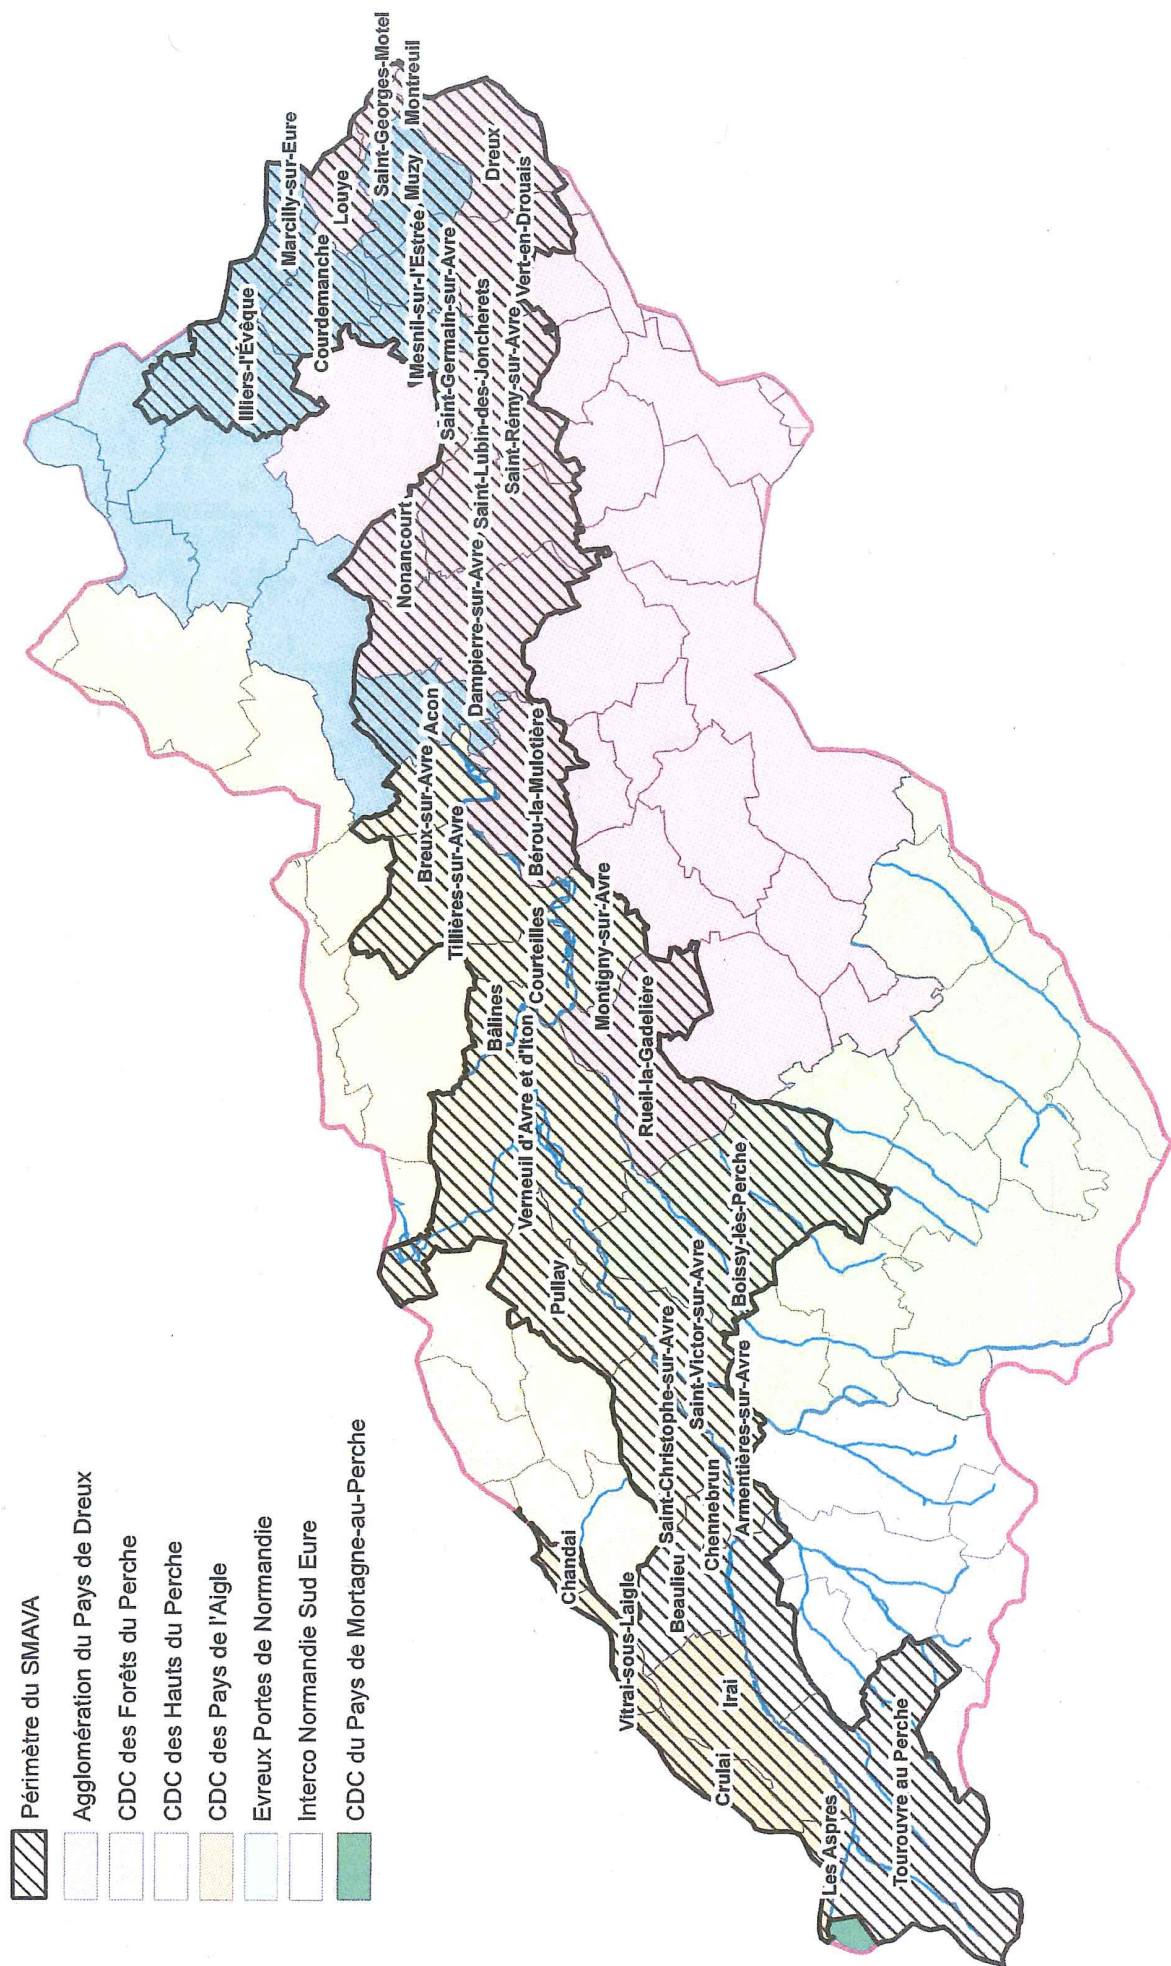 Périmètre du SMAVA
Agglomération du Pays de Dreux
CDC des Forêts du Perche
CDC des Hauts du Perche
CDC des Pays de l'Aigle
Evreux Portes de Normandie
Interco Normandie Sud Eure
CDC du Pays de Mortagne-au-Perche
Illiers-l'Évêque
Marcilly-sur-Eure
Courdemanche
Louye
Saint-Georges-Motel
Montreuil
Muzy
Mesnil-sur-l'Estrée
Saint-Germain-sur-Avre
Dreux
Vert-en-Drouais
Saint-Lubin-des-Joncherets
Saint-Rémy-sur-Avre
Nonancourt
Dampierre-sur-Avre
Acon
Breux-sur-Avre
Tillières-sur-Avre
Bérou-la-Mulotière
Courteilles
Montigny-sur-Avre
Bâlines
Verneuil d'Avre et d'Iton
Rueil-la-Gadelière
Pullay
Boissy-lès-Perche
Saint-Victor-sur-Avre
Saint-Christophe-sur-Avre
Armentières-sur-Avre
Chennebrun
Chandai
Beaulieu
Vitrai-sous-Laigle
Irai
Crulai
Les Aspres
Tourouvre au Perche